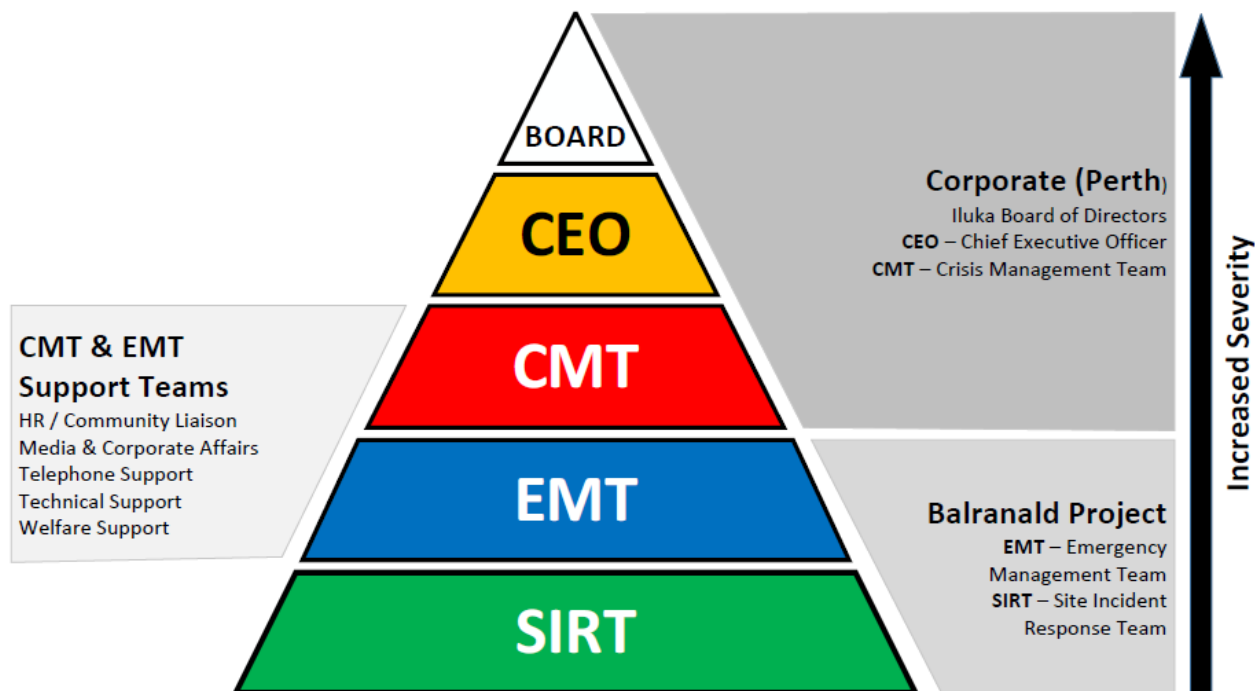 BOARD
CEO
CMT
EMT
SIRT
CMT & EMT
Support Teams
HR / Community Liaison
Media & Corporate Affairs
Telephone Support
Technical Support
Welfare Support
Corporate (Perth)
Iluka Board of Directors
CEO – Chief Executive Officer
CMT – Crisis Management Team
Balranald Project
EMT – Emergency
Management Team
SIRT – Site Incident
Response Team
Increased Severity